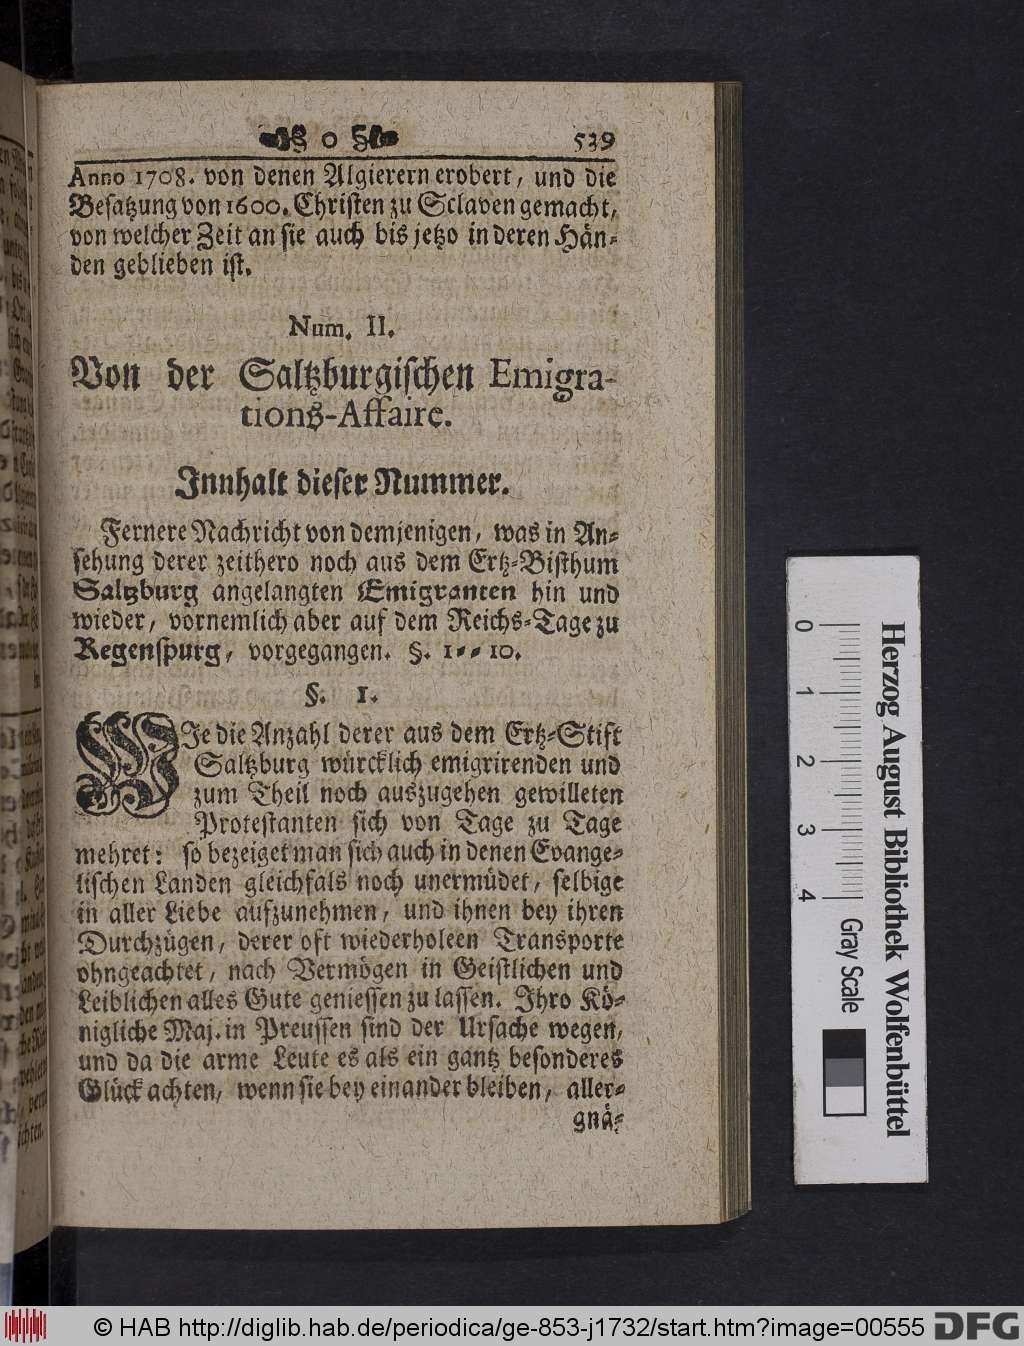 § 0 § 539
Anno 1708. von denen Algierern erobert, und die
Besatzung von 1600. Christen zu Sclaven gemacht,
von welcher Zeit an sie auch bis jetzo in deren Hän-
den geblieben ist.
Num. II.
Von der Saltzburgischen Emigra-
tions-Affaire.
Innhalt dieser Nummer.
Fernere Nachricht von demjenigen, was in An-
sehung derer zeithero noch aus dem Ertz-Bisthum
Saltzburg angelangten Emigranten hin und
wieder, vornemlich aber auf dem Reichs-Tage zu
Regenspurg, vorgegangen. §. 1-- 10.
§. 1.
WIe die Anzahl derer aus dem Ertz-Stift
Saltzburg würcklich emigrirenden und
zum Theil noch auszugehen gewilleten
Protestanten sich von Tage zu Tage
mehret: so bezeiget man sich auch in denen Evange-
lischen Landen gleichfals noch unermüdet, selbige
in aller Liebe aufzunehmen, und ihnen bey ihren
Durchzügen, derer oft wiederholeen Transporte
ohngeachtet, nach Vermögen in Geistlichen und
Leiblichen alles Gute geniessen zu lassen. Ihro Kö-
nigliche Maj. in Preussen sind der Ursache wegen,
und da die arme Leute es als ein gantz besonderes
Glück achten, wenn sie bey einander bleiben, aller-
gnä-
0 1 2 3 4
Herzog August Bibliothek Wolfenbüttel
Gray Scale
© HAB http://diglib.hab.de/periodica/ge-853-j1732/start.htm?image=00555 DFG